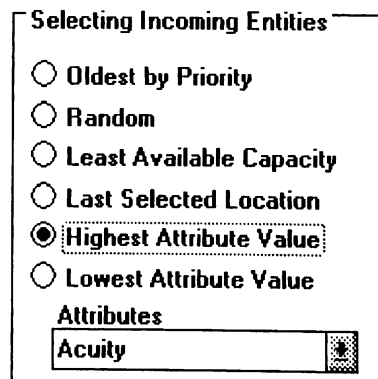 Selecting Incoming Entities
Oldest by Priority
Random
Least Available Capacity
Last Selected Location
Highest Attribute Value
Lowest Attribute Value
Attributes
Acuity